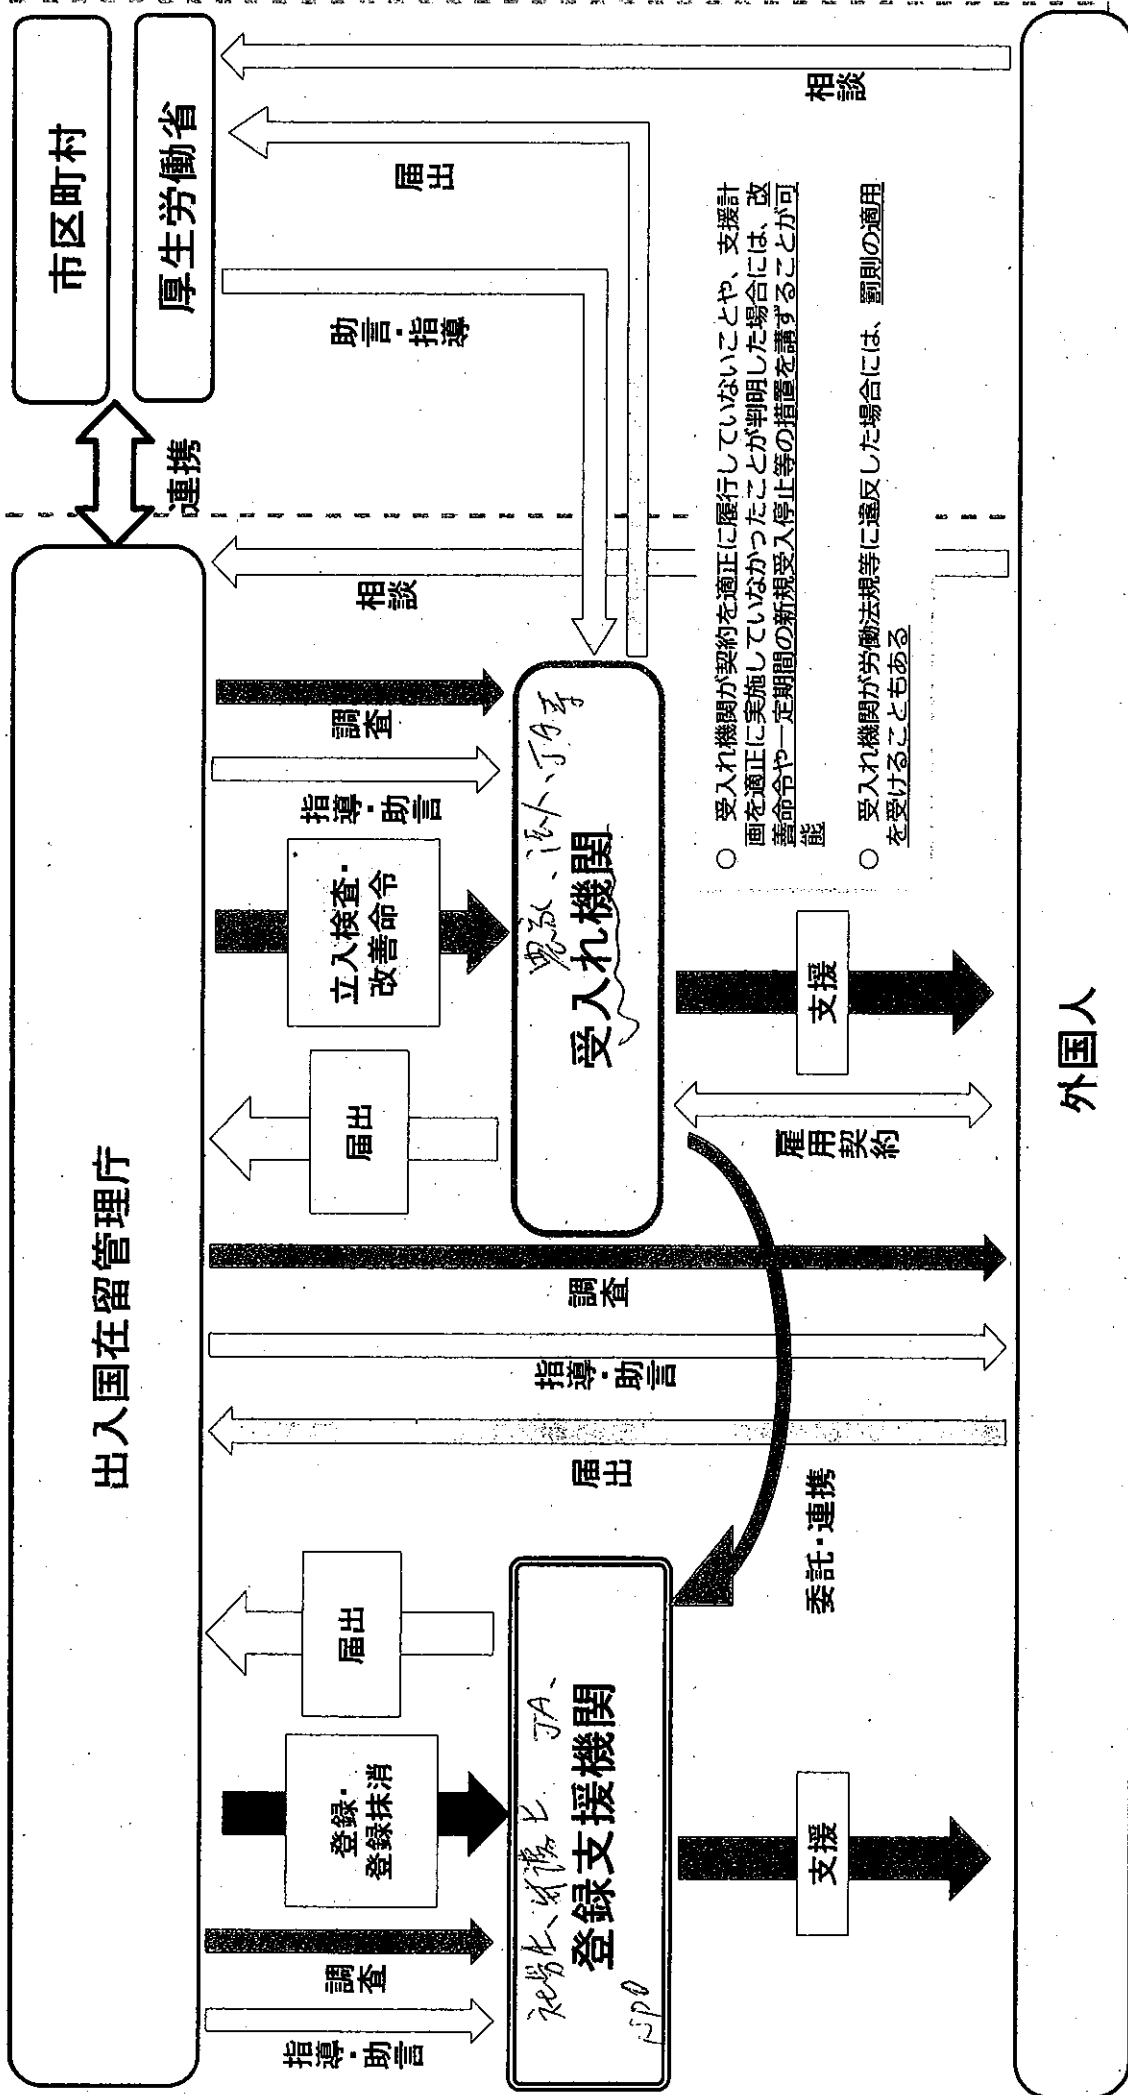 出入国在留管理庁
連携
市区町村
厚生労働省
指導・助言
調査
登録・
登録抹消
届出
届出
指導・助言
調査
届出
立入検査・
改善命令
指導・助言
調査
相談
助言・指導
届出
相談
社労士、弁護士、JA、
NPO
登録支援機関
農家、法人、
受入れ機関
委託・連携
雇用契約
支援
支援
○ 受入れ機関が契約を適正に履行していないことや、支援計
画を適正に実施していなかったことが判明した場合には、改
善命令や一定期間の新規受入停止等の措置を講ずることが可
能
○ 受入れ機関が労働法規等に違反した場合には、罰則の適用
を受けることもある
外国人